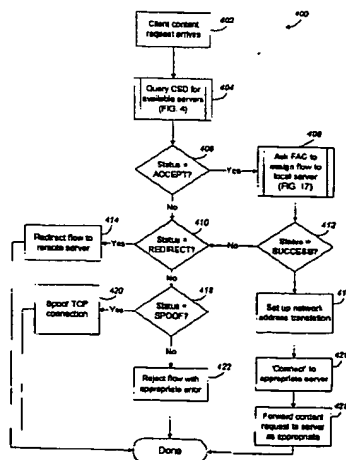 402
400
Client content
request arrives
Query CSD for
available servers
(FIG. 4)
404
406
Status =
ACCEPT?
Yes
408
Ask FAC to
assign flow to
local server
(FIG. 17)
No
414
Redirect flow to
remote server
Yes
410
Status =
REDIRECT?
No
412
Status =
SUCCESS?
No
420
Spoof TCP
connection
Yes
418
Status =
SPOOF?
Set up network
address translation
No
422
Reject flow with
appropriate error
'Connect' to
appropriate server
Forward content
request to server
as appropriate
Done